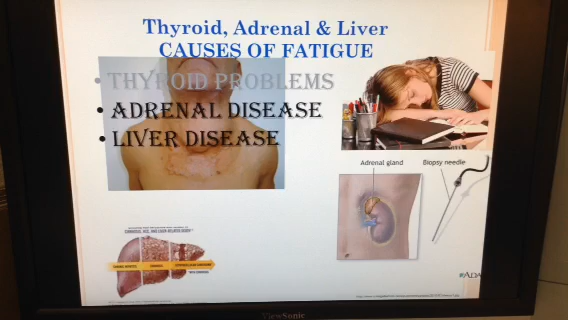 Thyroid, Adrenal & Liver
CAUSES OF FATIGUE
• THYROID PROBLEMS
• ADRENAL DISEASE
• LIVER DISEASE
Adrenal gland
Biopsy needle
ADA
ViewSonic